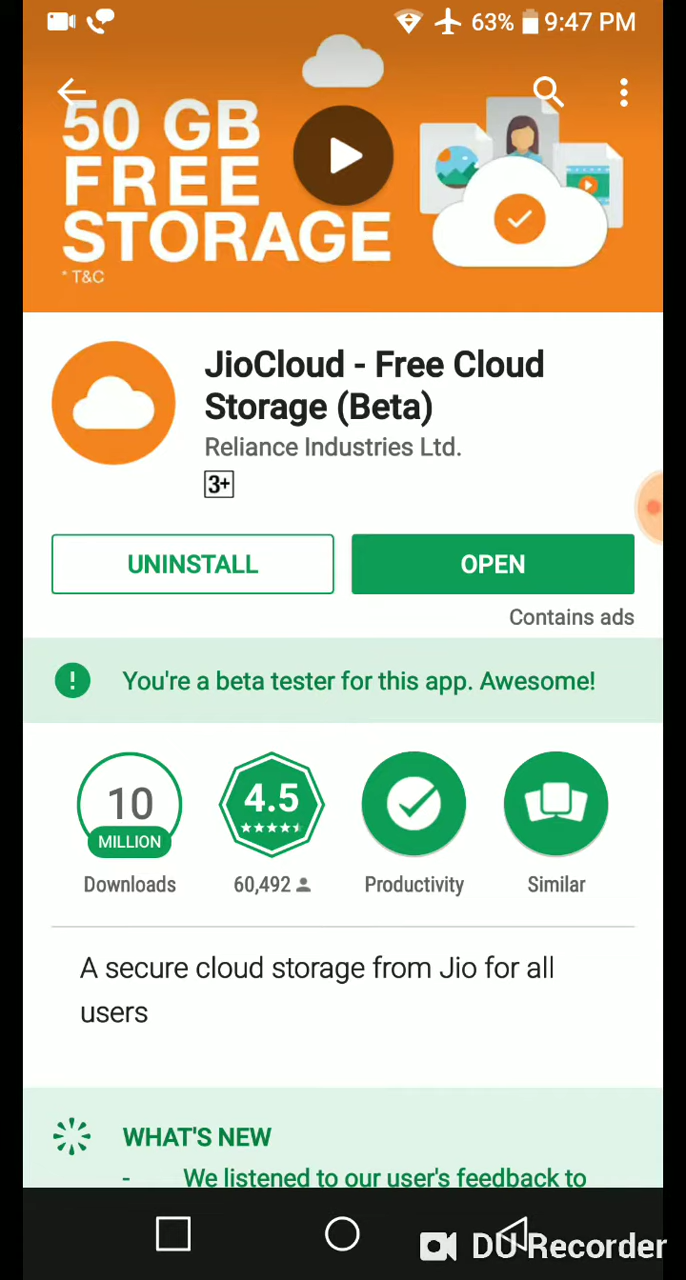 63% 9:47 PM
50 GB
FREE
STORAGE
* T&C
JioCloud - Free Cloud
Storage (Beta)
Reliance Industries Ltd.
3+
UNINSTALL
OPEN
Contains ads
You're a beta tester for this app. Awesome!
10
MILLION
Downloads
4.5
60,492
Productivity
Similar
A secure cloud storage from Jio for all
users
WHAT'S NEW
- We listened to our user's feedback to
DU Recorder